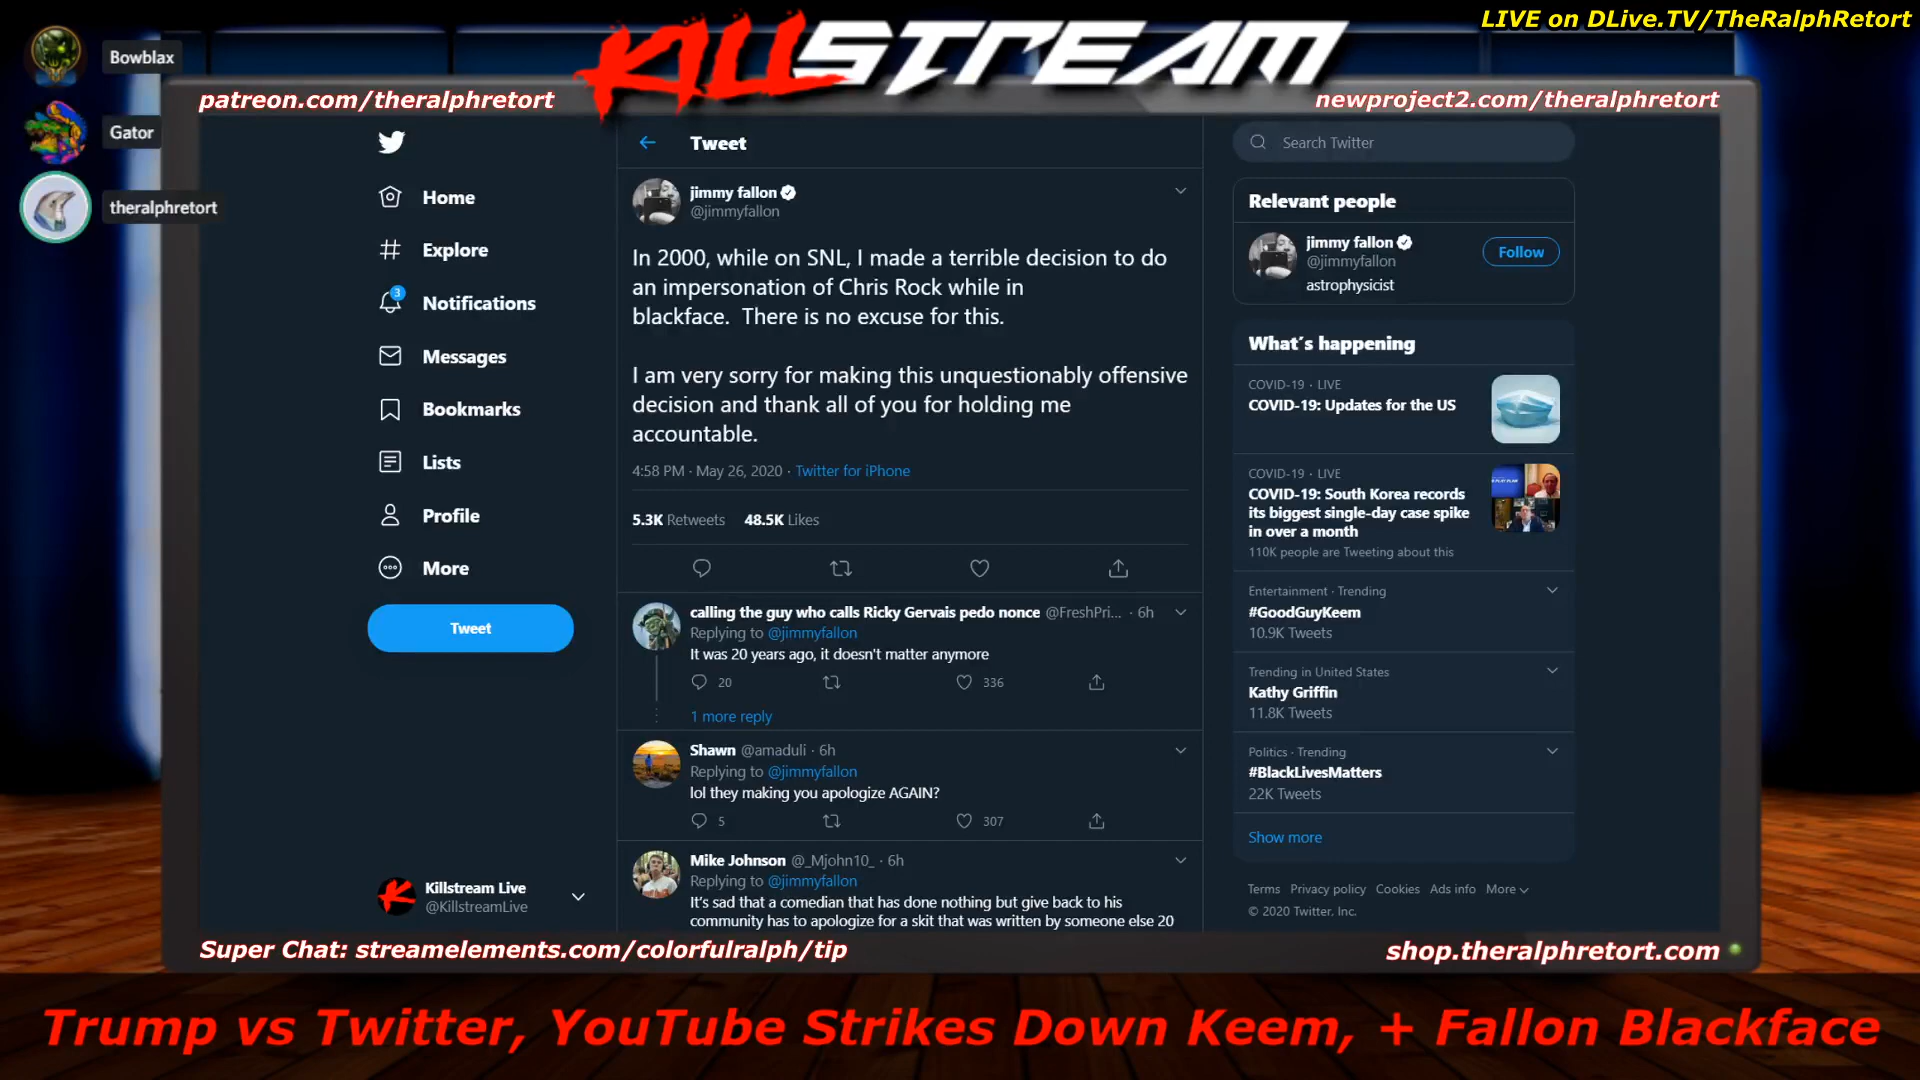 LIVE on DLive.TV/TheRalphRetort
KILLSTREAM
Bowblax
Gator
theralphretort
patreon.com/theralphretort
newproject2.com/theralphretort
Home
Explore
3
Notifications
Messages
Bookmarks
Lists
Profile
More
Tweet
Killstream Live
@KillstreamLive
Tweet
jimmy fallon
@jimmyfallon
In 2000, while on SNL, I made a terrible decision to do
an impersonation of Chris Rock while in
blackface.  There is no excuse for this.
I am very sorry for making this unquestionably offensive
decision and thank all of you for holding me
accountable.
4:58 PM · May 26, 2020 · Twitter for iPhone
5.3K Retweets 48.5K Likes
calling the guy who calls Ricky Gervais pedo nonce @FreshPri... · 6h
Replying to @jimmyfallon
It was 20 years ago, it doesn't matter anymore
20 336
1 more reply
Shawn @amaduli · 6h
Replying to @jimmyfallon
lol they making you apologize AGAIN?
5 307
Mike Johnson @_Mjohn10_ · 6h
Replying to @jimmyfallon
It's sad that a comedian that has done nothing but give back to his
community has to apologize for a skit that was written by someone else 20
Search Twitter
Relevant people
jimmy fallon
@jimmyfallon
Follow
astrophysicist
What's happening
COVID-19 · LIVE
COVID-19: Updates for the US
COVID-19 · LIVE
COVID-19: South Korea records
its biggest single-day case spike
in over a month
110K people are Tweeting about this
Entertainment · Trending
#GoodGuyKeem
10.9K Tweets
Trending in United States
Kathy Griffin
11.8K Tweets
Politics · Trending
#BlackLivesMatters
22K Tweets
Show more
Terms Privacy policy Cookies Ads info More
© 2020 Twitter, Inc.
Super Chat: streamelements.com/colorfulralph/tip
shop.theralphretort.com
Trump vs Twitter, YouTube Strikes Down Keem, + Fallon Blackface